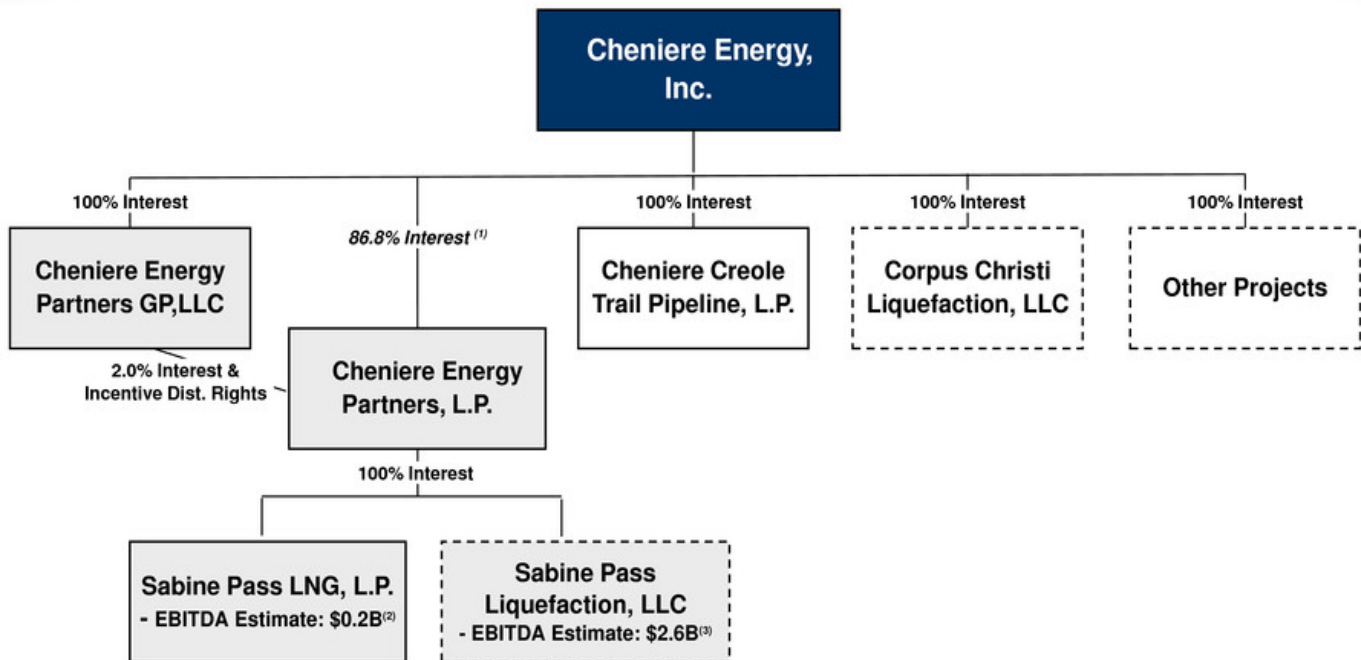 Cheniere Energy,
Inc.
100% Interest
86.8% Interest (1)
100% Interest
100% Interest
100% Interest
Cheniere Energy
Partners GP,LLC
Cheniere Creole
Trail Pipeline, L.P.
Corpus Christi
Liquefaction, LLC
Other Projects
2.0% Interest &
Incentive Dist. Rights
Cheniere Energy
Partners, L.P.
100% Interest
Sabine Pass LNG, L.P.
- EBITDA Estimate: $0.2B(2)
Sabine Pass
Liquefaction, LLC
- EBITDA Estimate: $2.6B(3)